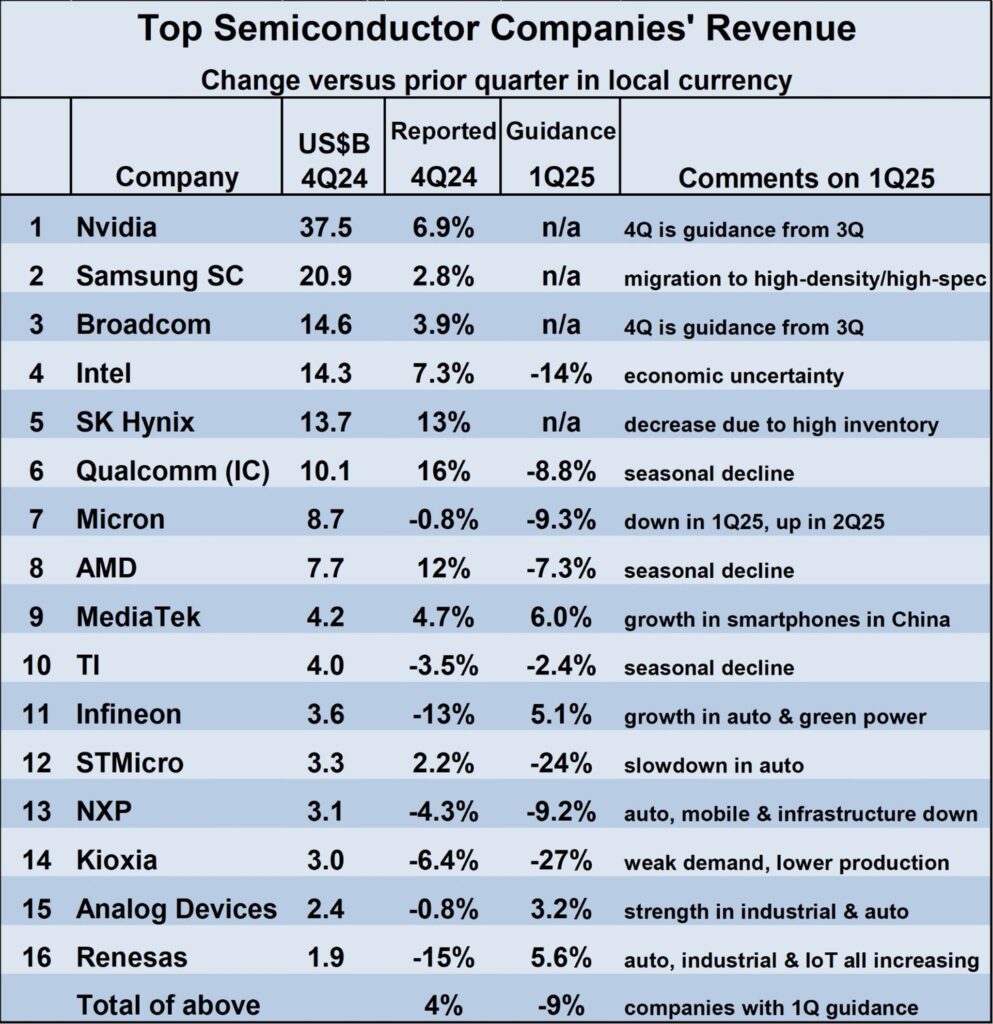 Top Semiconductor Companies' Revenue
Change versus prior quarter in local currency
US$B Reported Guidance
Company 4Q24 4Q24 1Q25 Comments on 1Q25
1 Nvidia 37.5 6.9% n/a 4Q is guidance from 3Q
2 Samsung SC 20.9 2.8% n/a migration to high-density/high-spec
3 Broadcom 14.6 3.9% n/a 4Q is guidance from 3Q
4 Intel 14.3 7.3% -14% economic uncertainty
5 SK Hynix 13.7 13% n/a decrease due to high inventory
6 Qualcomm (IC) 10.1 16% -8.8% seasonal decline
7 Micron 8.7 -0.8% -9.3% down in 1Q25, up in 2Q25
8 AMD 7.7 12% -7.3% seasonal decline
9 MediaTek 4.2 4.7% 6.0% growth in smartphones in China
10 TI 4.0 -3.5% -2.4% seasonal decline
11 Infineon 3.6 -13% 5.1% growth in auto & green power
12 STMicro 3.3 2.2% -24% slowdown in auto
13 NXP 3.1 -4.3% -9.2% auto, mobile & infrastructure down
14 Kioxia 3.0 -6.4% -27% weak demand, lower production
15 Analog Devices 2.4 -0.8% 3.2% strength in industrial & auto
16 Renesas 1.9 -15% 5.6% auto, industrial & IoT all increasing
Total of above 4% -9% companies with 1Q guidance